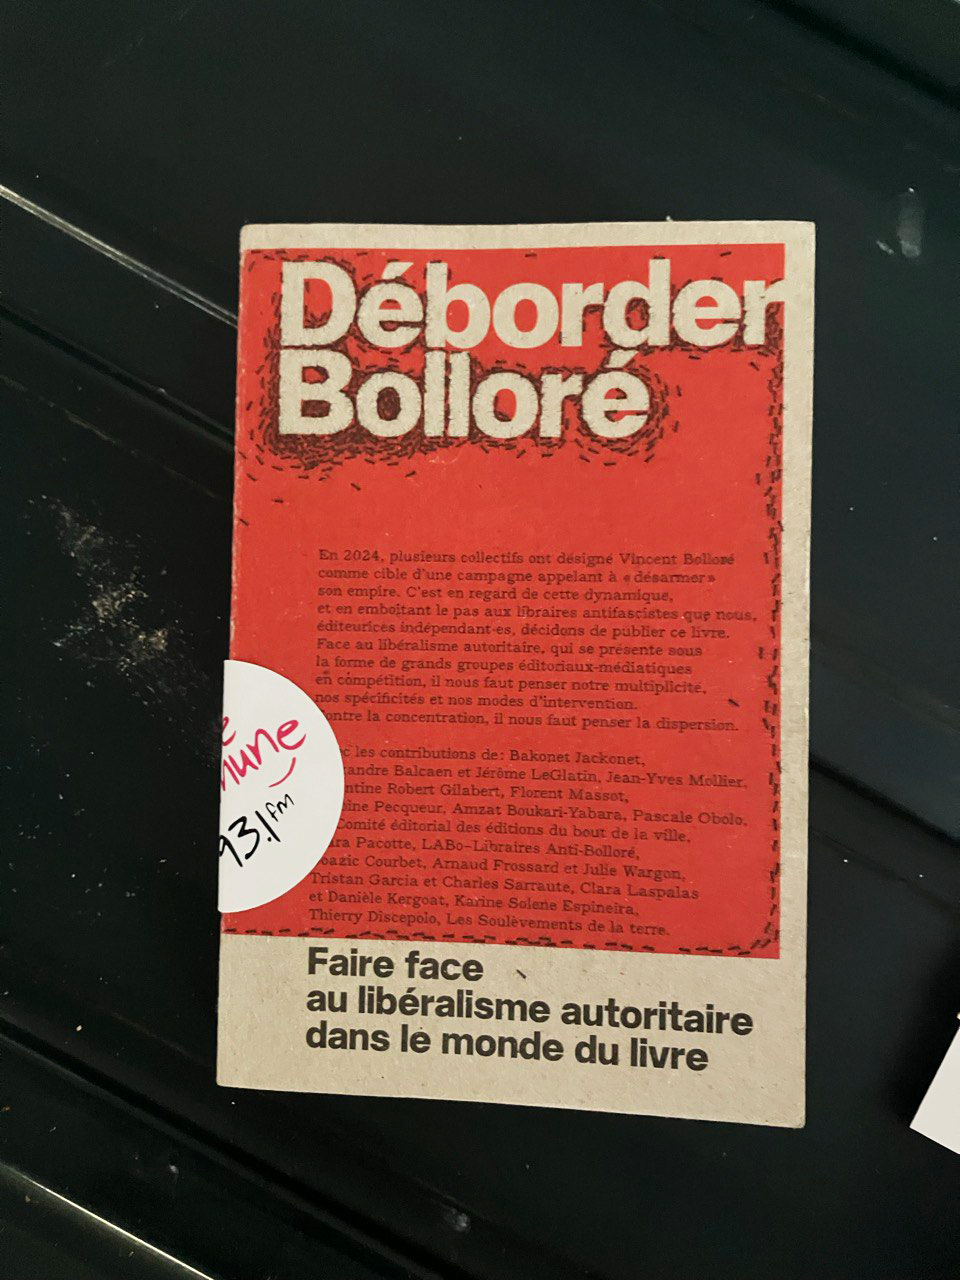 Déborder
Bolloré
En 2024, plusieurs collectifs ont désigné Vincent Bolloré
comme cible d'une campagne appelant à « désarmer »
son empire. C'est en regard de cette dynamique,
et en emboîtant le pas aux libraires antifascistes que nous,
éditeurices indépendant·es, décidons de publier ce livre.
Face au libéralisme autoritaire, qui se présente sous
la forme de grands groupes éditoriaux-médiatiques
en compétition, il nous faut penser notre multiplicité,
nos spécificités et nos modes d'intervention.
ontre la concentration, il nous faut penser la dispersion.
les contributions de : Bakonet Jackonet,
andre Balcaen et Jérôme LeGlatin, Jean-Yves Mollier,
ntine Robert Gilabert, Florent Massot,
oine Pecqueur, Amzat Boukari-Yabara, Pascale Obolo,
Comité éditorial des éditions du bout de la ville,
ara Pacotte, LABo-Libraires Anti-Bolloré,
oazic Courbet, Arnaud Frossard et Julie Wargon,
Tristan Garcia et Charles Sarraute, Clara Laspalas
et Danièle Kergoat, Karine Solene Espineira,
Thierry Discepolo, Les Soulèvements de la terre.
e
mune
93.1 fm
Faire face
au libéralisme autoritaire
dans le monde du livre